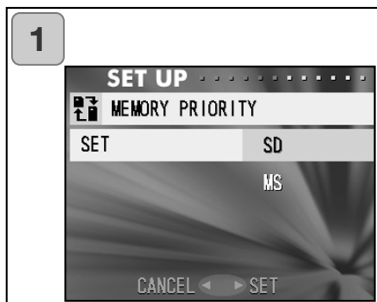 1
SET UP
MEMORY PRIORITY
SET SD
MS
CANCEL SET